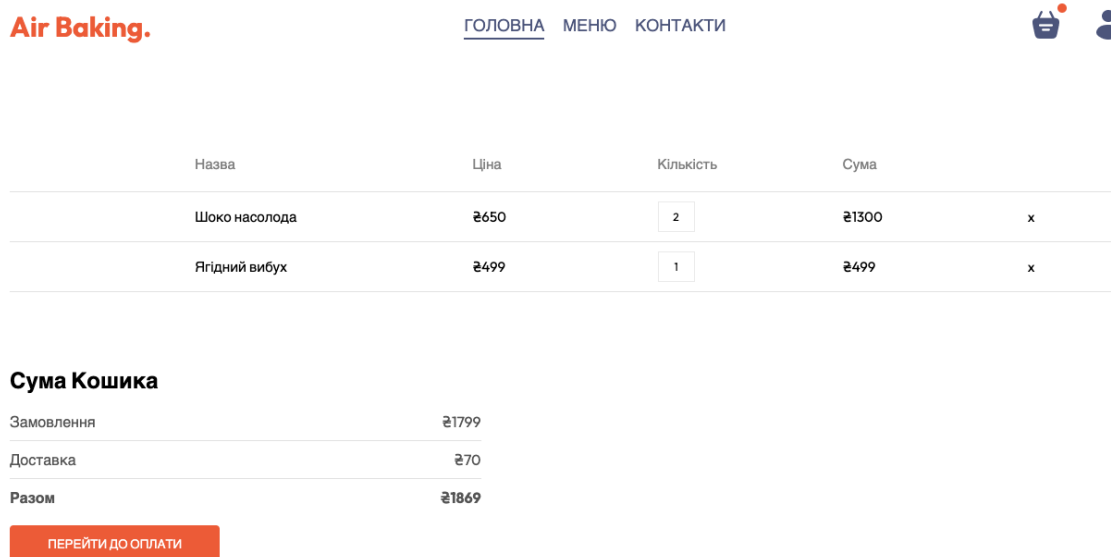 Air Baking. ГОЛОВНА МЕНЮ КОНТАКТИ
Назва Ціна Кількість Сума
Шоко насолода ₴650 2 ₴1300 x
Ягідний вибух ₴499 1 ₴499 x
Сума Кошика
Замовлення ₴1799
Доставка ₴70
Разом ₴1869
ПЕРЕЙТИ ДО ОПЛАТИ